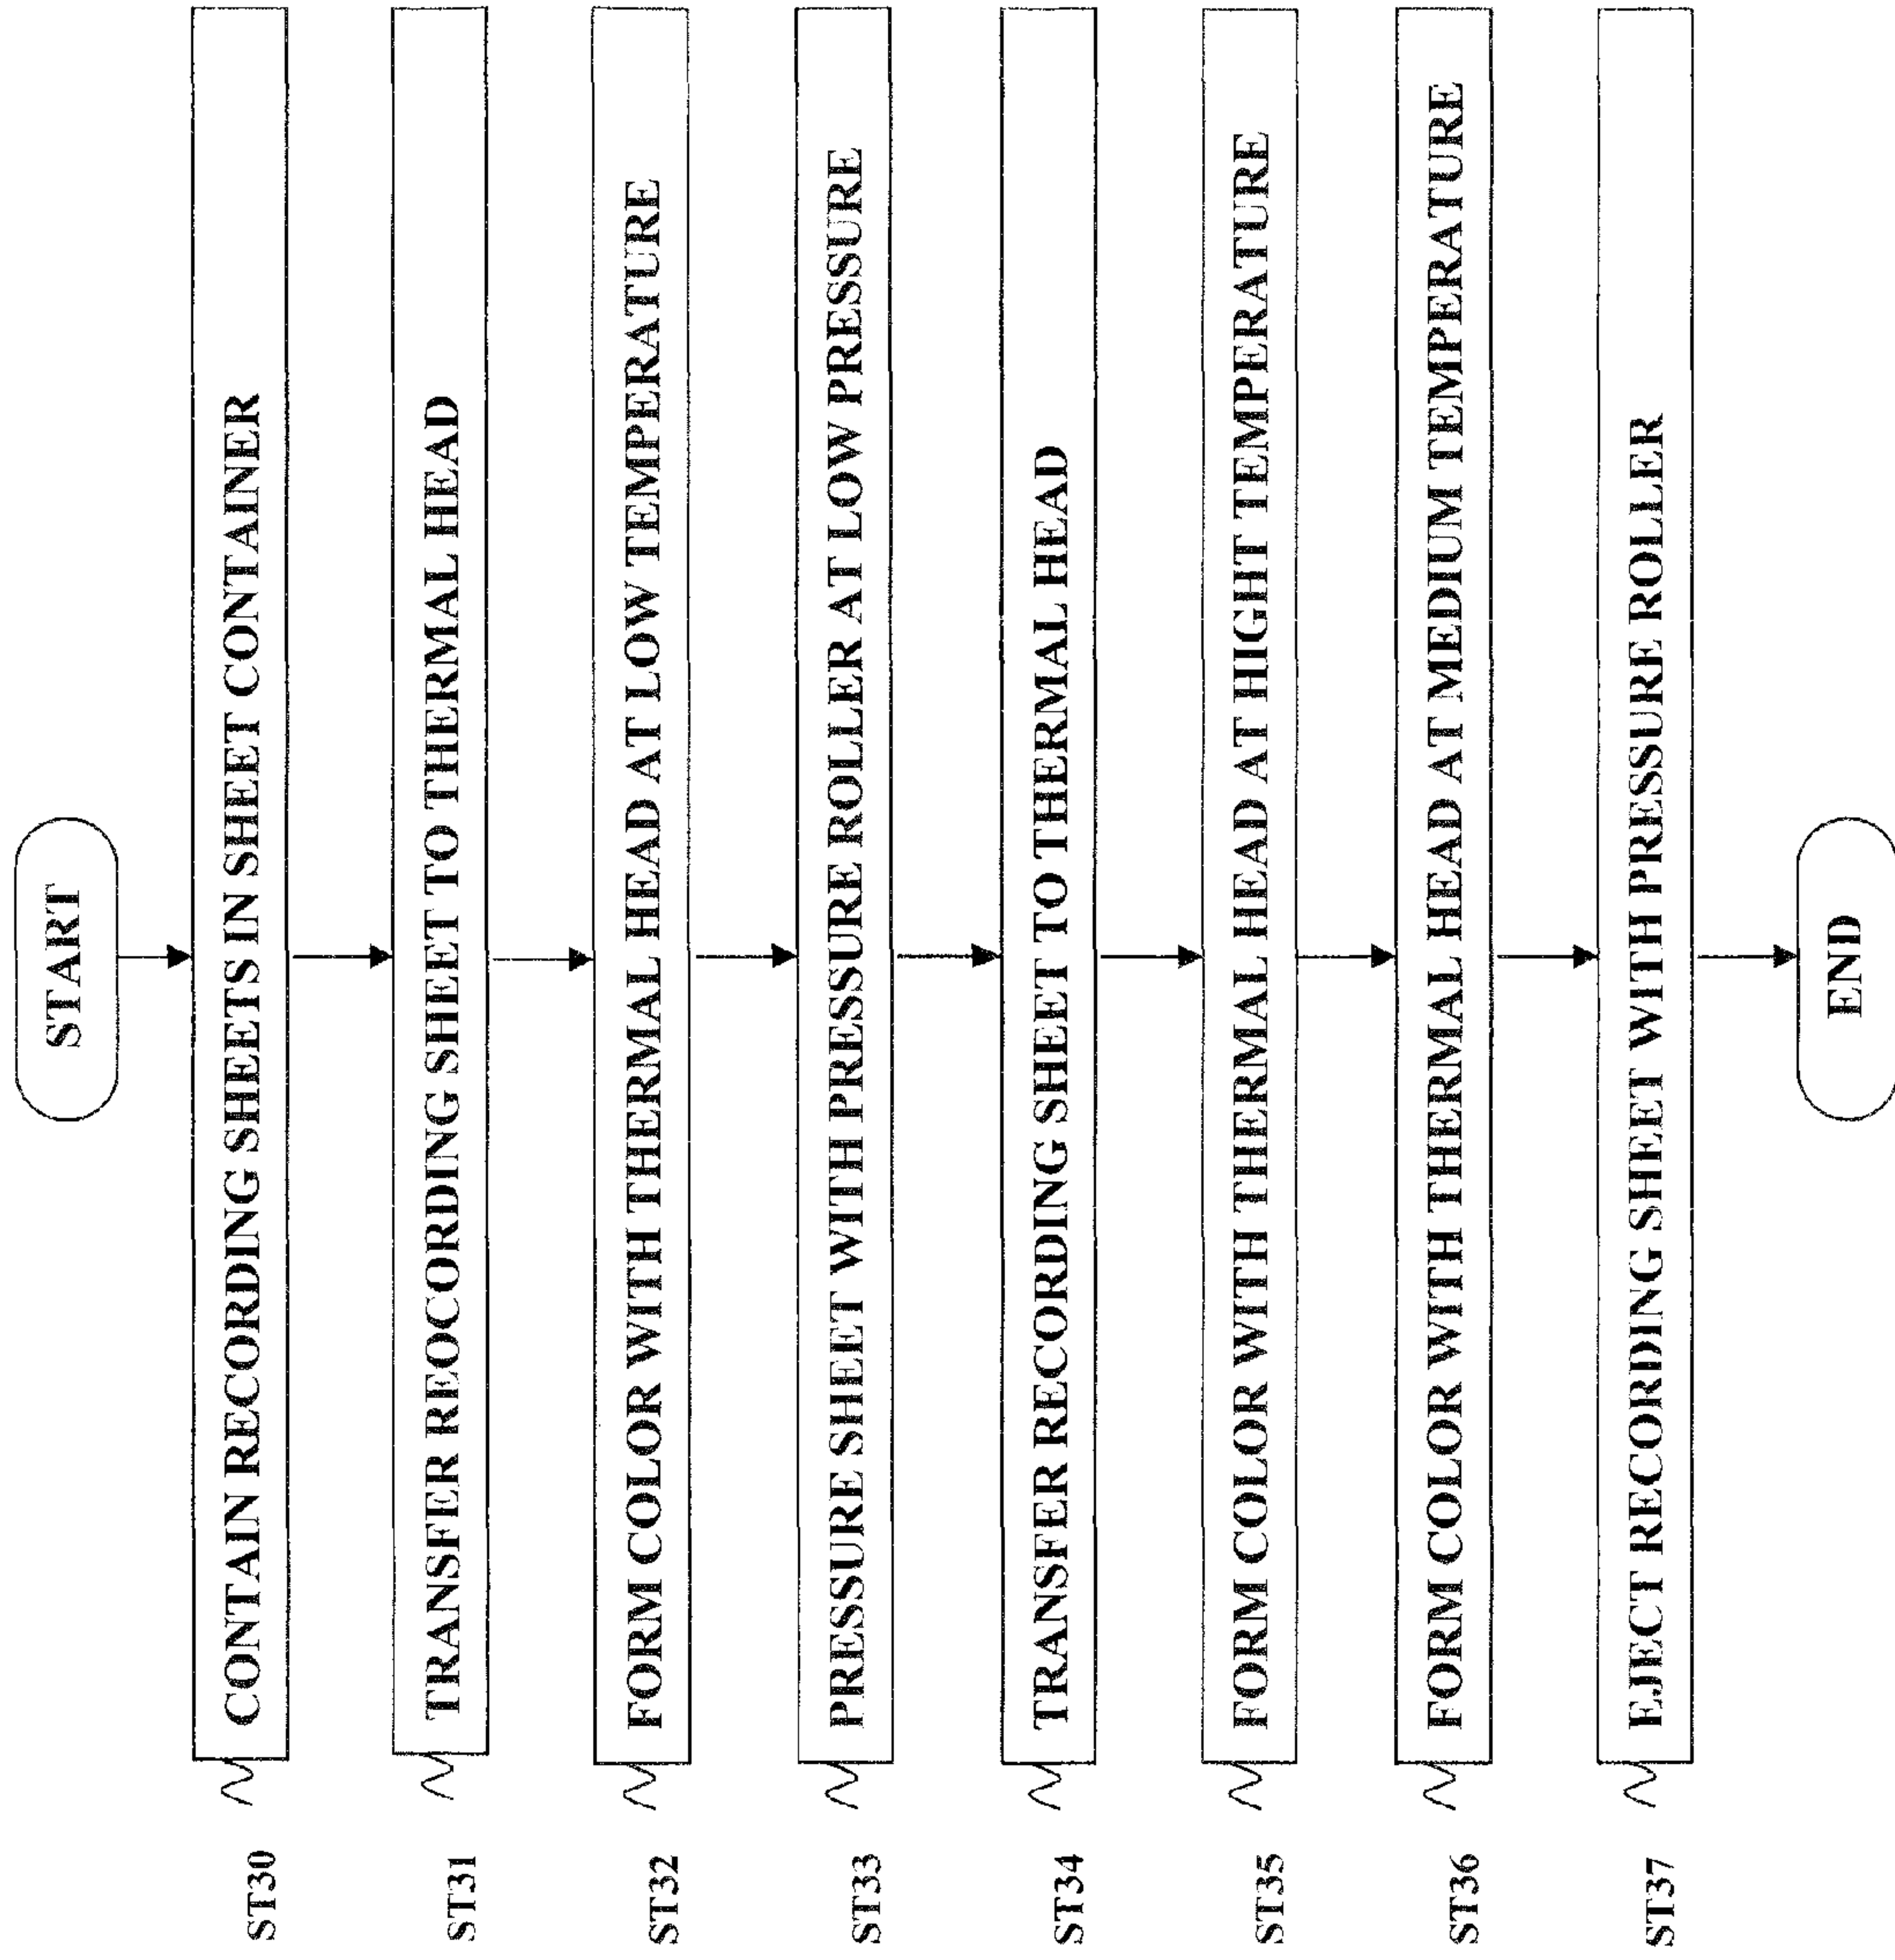 START
ST30 CONTAIN RECORDING SHEETS IN SHEET CONTAINER
ST31 TRANSFER REOCORDING SHEET TO THERMAL HEAD
ST32 FORM COLOR WITH THERMAL HEAD AT LOW TEMPERATURE
ST33 PRESSURE SHEET WITH PRESSURE ROLLER AT LOW PRESSURE
ST34 TRANSFER RECORDING SHEET TO THERMAL HEAD
ST35 FORM COLOR WITH THERMAL HEAD AT HIGHT TEMPERATURE
ST36 FORM COLOR WITH THERMAL HEAD AT MEDIUM TEMPERATURE
ST37 EJECT RECORDING SHEET WITH PRESSURE ROLLER
END